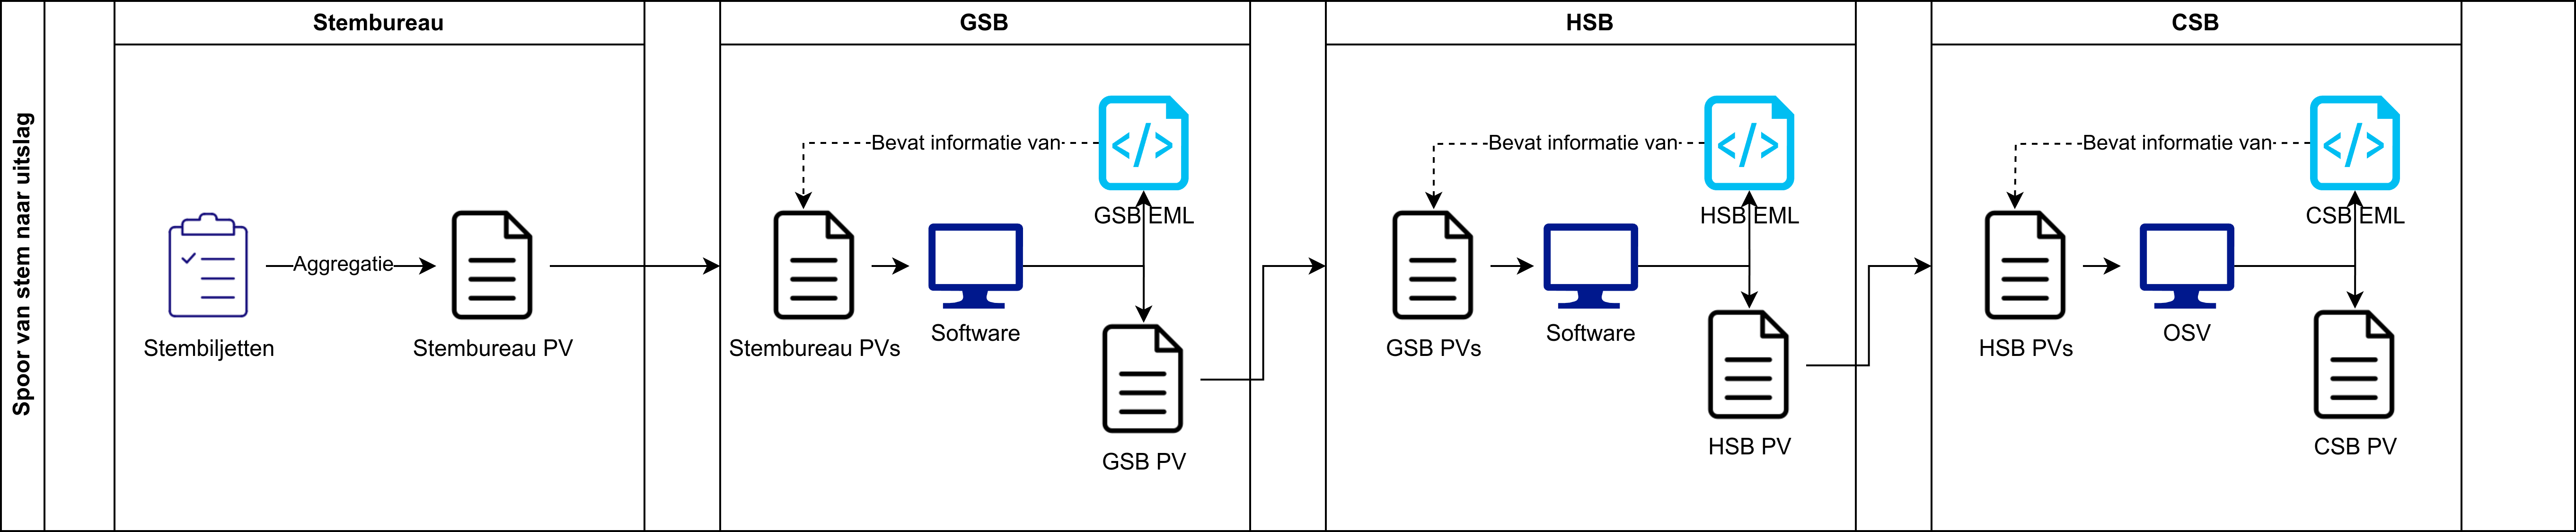 Spoor van stem naar uitslag
Stembureau
Stembiljetten
Aggregatie
Stembureau PV
GSB
Bevat informatie van
GSB EML
Stembureau PVs
Software
GSB PV
HSB
Bevat informatie van
HSB EML
GSB PVs
Software
HSB PV
CSB
Bevat informatie van
CSB EML
HSB PVs
OSV
CSB PV